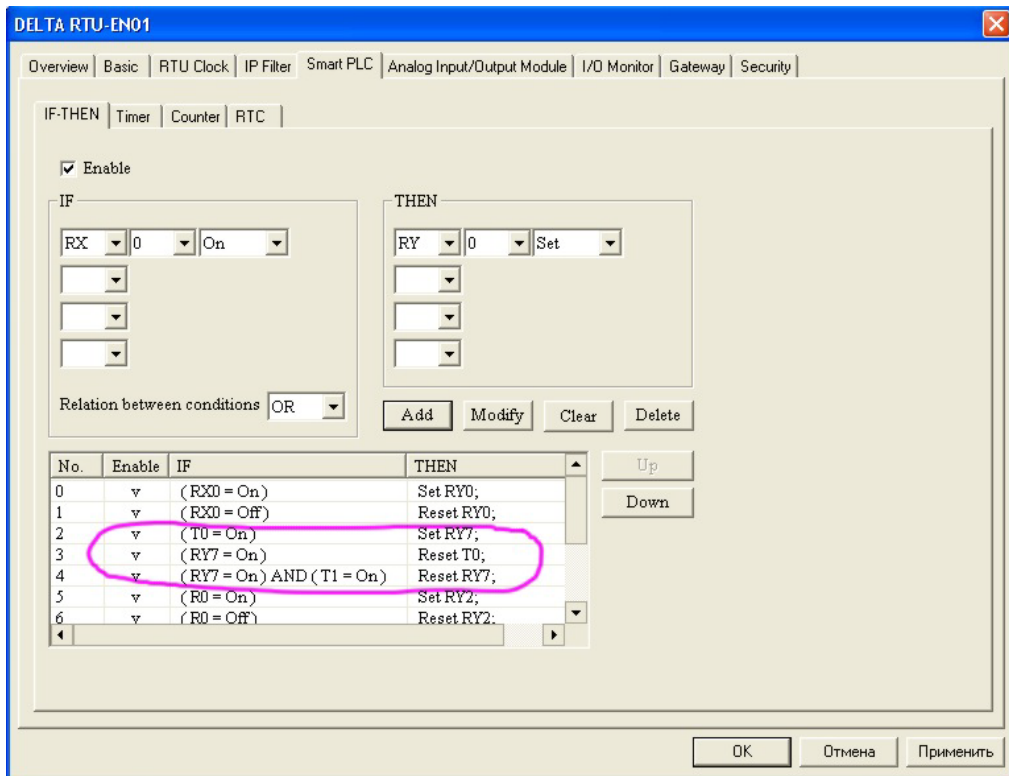 DELTA RTU-EN01
Overview Basic RTU Clock IP Filter Smart PLC Analog Input/Output Module I/O Monitor Gateway Security
IF-THEN Timer Counter RTC
Enable
IF THEN
RX 0 On RY 0 Set
Relation between conditions OR
Add Modify Clear Delete
No. Enable IF THEN
Up
0 v ( RX0 = On ) Set RY0;
1 v ( RX0 = Off ) Reset RY0;
Down
2 v ( T0 = On ) Set RY7;
3 v ( RY7 = On ) Reset T0;
4 v ( RY7 = On ) AND ( T1 = On ) Reset RY7;
5 v ( R0 = On ) Set RY2;
6 v ( R0 = Off ) Reset RY2;
OK Отмена Применить